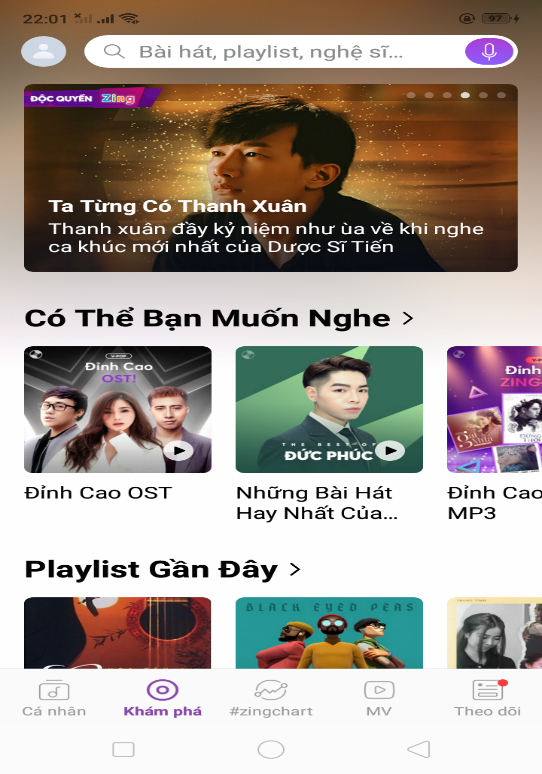 22:01
97
Bài hát, playlist, nghệ sĩ...
ĐỘC QUYỀN Zing
Ta Từng Có Thanh Xuân
Thanh xuân đầy kỷ niệm như ùa về khi nghe
ca khúc mới nhất của Dược Sĩ Tiến
Có Thể Bạn Muốn Nghe >
V-POP
Đỉnh Cao
OST!
THE BEST OF
ĐỨC PHÚC
Đỉnh
ZING
Đỉnh Cao OST
Những Bài Hát
Hay Nhất Của...
Đỉnh Cao
MP3
Playlist Gần Đây >
BLACK EYED PEAS
Cá nhân
Khám phá
#zingchart
MV
Theo dõi